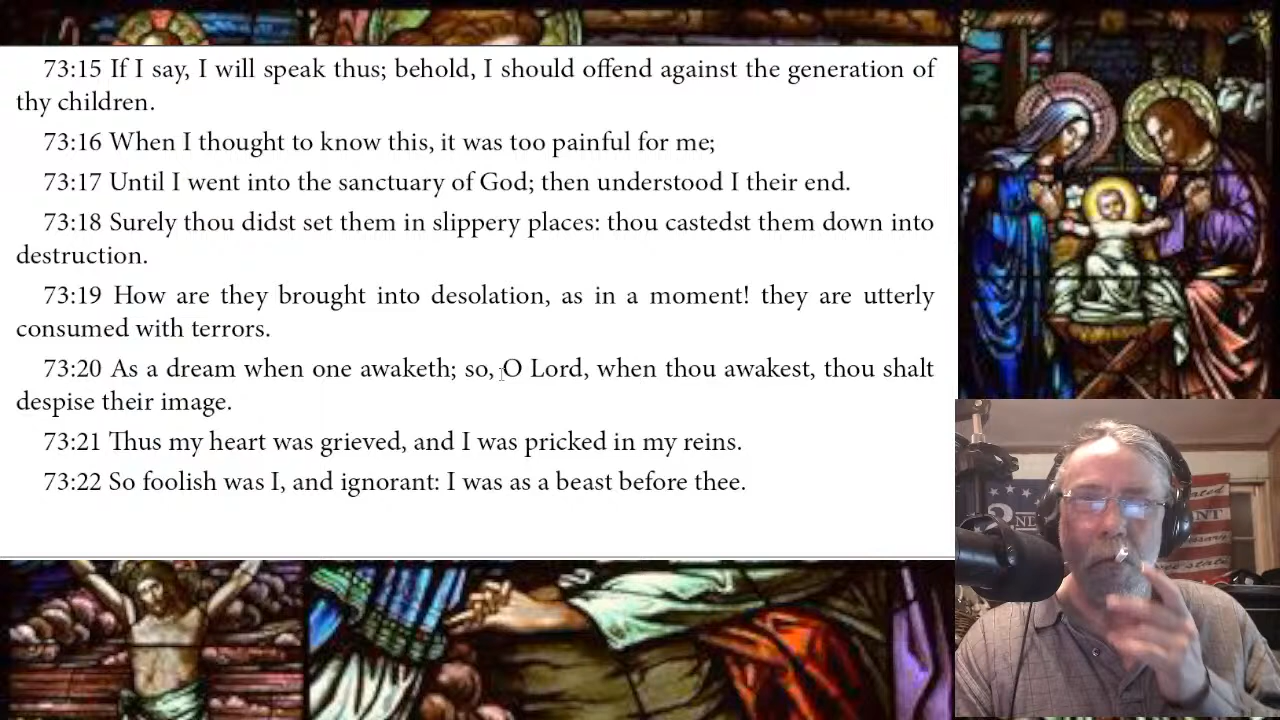 73:15 If I say, I will speak thus; behold, I should offend against the generation of
thy children.
73:16 When I thought to know this, it was too painful for me;
73:17 Until I went into the sanctuary of God; then understood I their end.
73:18 Surely thou didst set them in slippery places: thou castedst them down into
destruction.
73:19 How are they brought into desolation, as in a moment! they are utterly
consumed with terrors.
73:20 As a dream when one awaketh; so, O Lord, when thou awakest, thou shalt
despise their image.
73:21 Thus my heart was grieved, and I was pricked in my reins.
73:22 So foolish was I, and ignorant: I was as a beast before thee.